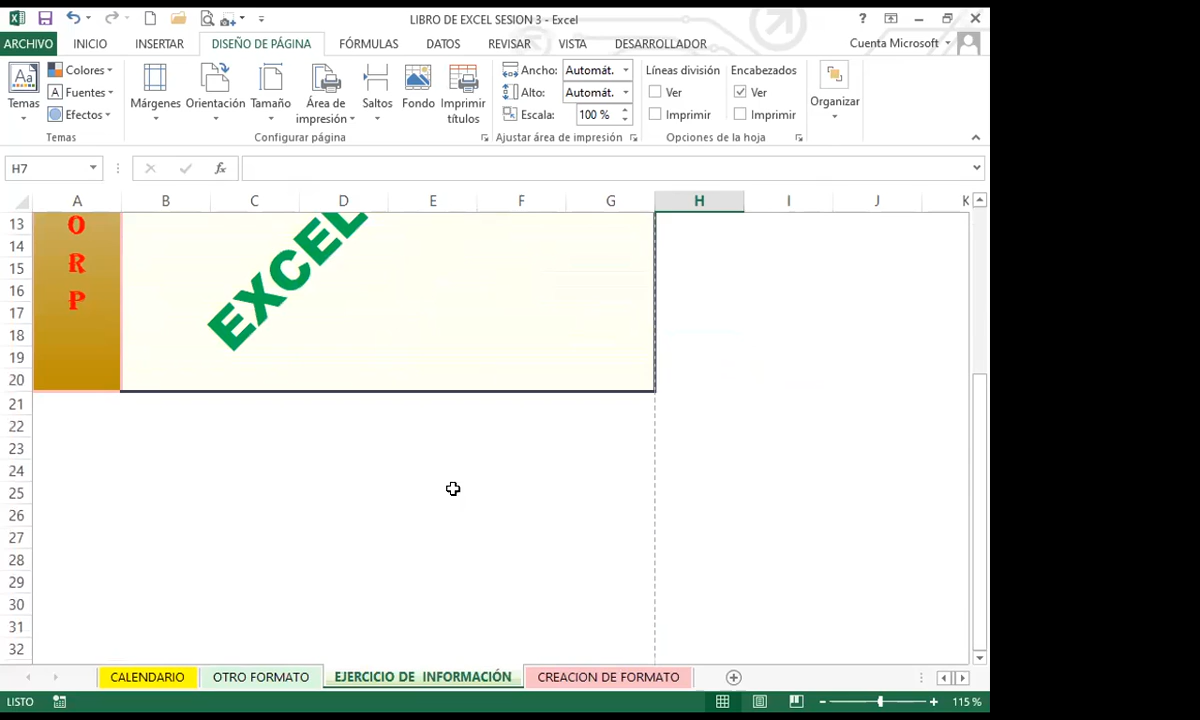 LIBRO DE EXCEL SESION 3 - Excel
?
ARCHIVO INICIO INSERTAR DISEÑO DE PÁGINA FÓRMULAS DATOS REVISAR VISTA DESARROLLADOR Cuenta Microsoft
Aa Temas Colores Fuentes Efectos
Márgenes Orientación Tamaño Área de impresión Saltos Fondo Imprimir títulos
Ancho: Automát.
Alto: Automát.
Escala: 100 %
Líneas división
Ver
Imprimir
Encabezados
Ver
Imprimir
Organizar
Temas Configurar página Ajustar área de impresión Opciones de la hoja
H7 fx
A B C D E F G H I J K
13 O
14
15 R
16 P
17
18
19
20
EXCEL
21
22
23
24
25
26
27
28
29
30
31
32
CALENDARIO OTRO FORMATO EJERCICIO DE INFORMACIÓN CREACION DE FORMATO
LISTO 115 %